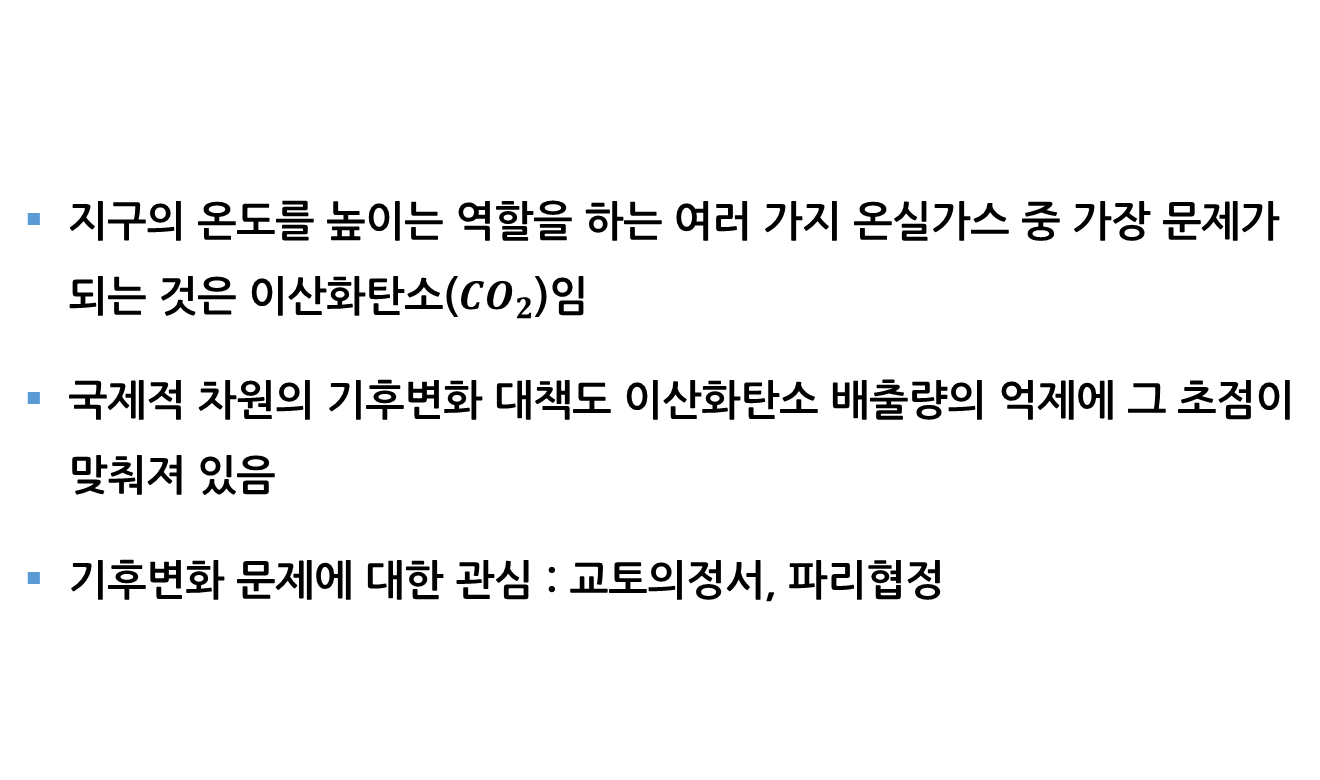 ▪ 지구의 온도를 높이는 역할을 하는 여러 가지 온실가스 중 가장 문제가
되는 것은 이산화탄소(CO₂)임
▪ 국제적 차원의 기후변화 대책도 이산화탄소 배출량의 억제에 그 초점이
맞춰져 있음
▪ 기후변화 문제에 대한 관심 : 교토의정서, 파리협정